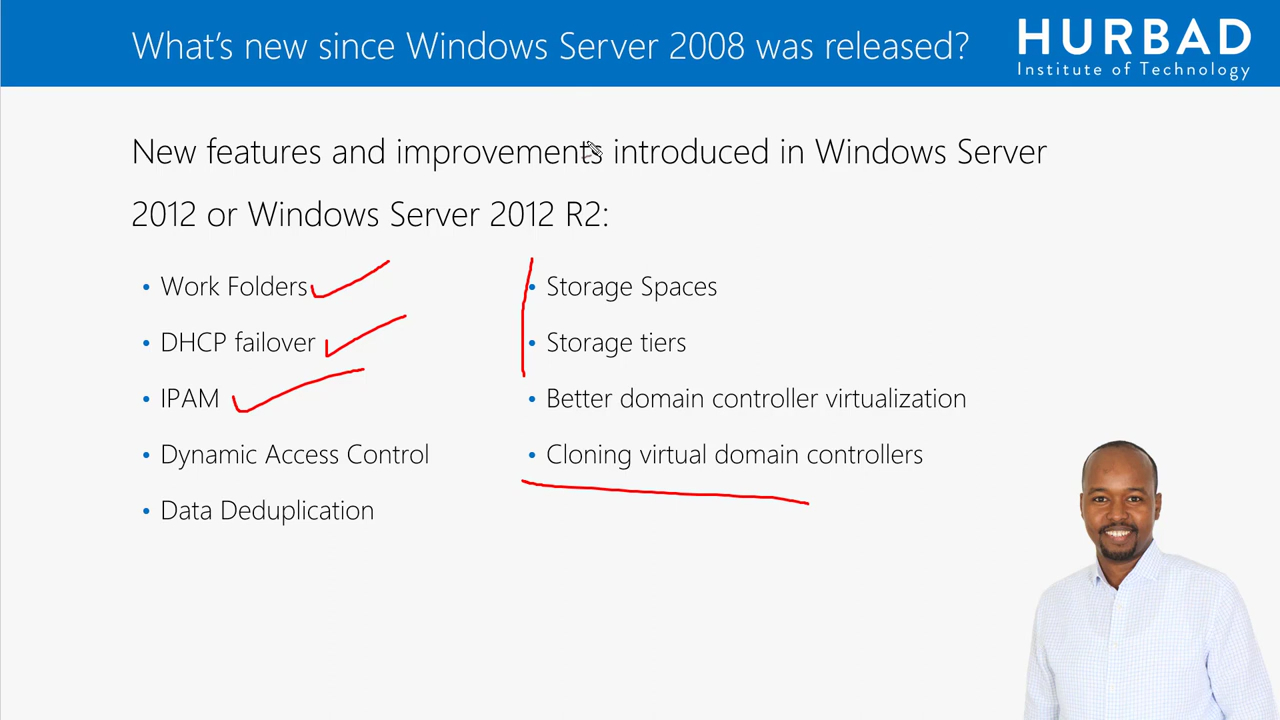 What's new since Windows Server 2008 was released?
HURBAD
Institute of Technology
New features and improvements introduced in Windows Server
2012 or Windows Server 2012 R2:
• Work Folders
• DHCP failover
• IPAM
• Dynamic Access Control
• Data Deduplication
• Storage Spaces
• Storage tiers
• Better domain controller virtualization
• Cloning virtual domain controllers